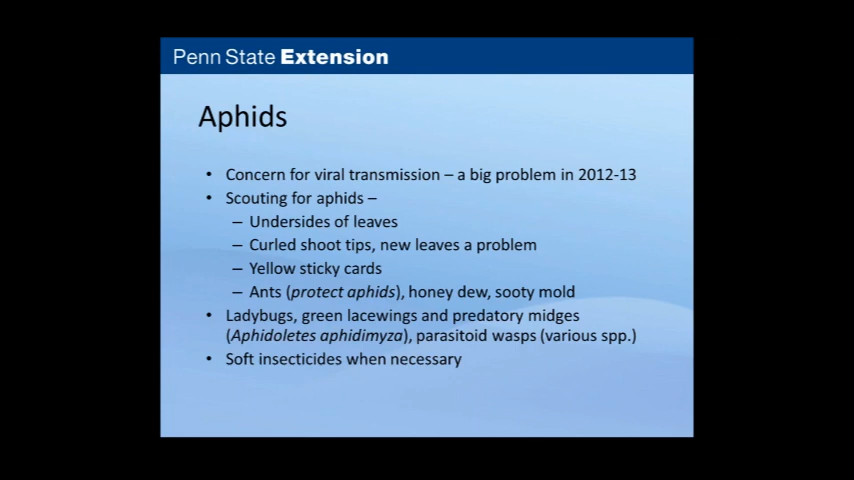 Penn State Extension
Aphids
• Concern for viral transmission – a big problem in 2012-13
• Scouting for aphids –
– Undersides of leaves
– Curled shoot tips, new leaves a problem
– Yellow sticky cards
– Ants (protect aphids), honey dew, sooty mold
• Ladybugs, green lacewings and predatory midges
(Aphidoletes aphidimyza), parasitoid wasps (various spp.)
• Soft insecticides when necessary